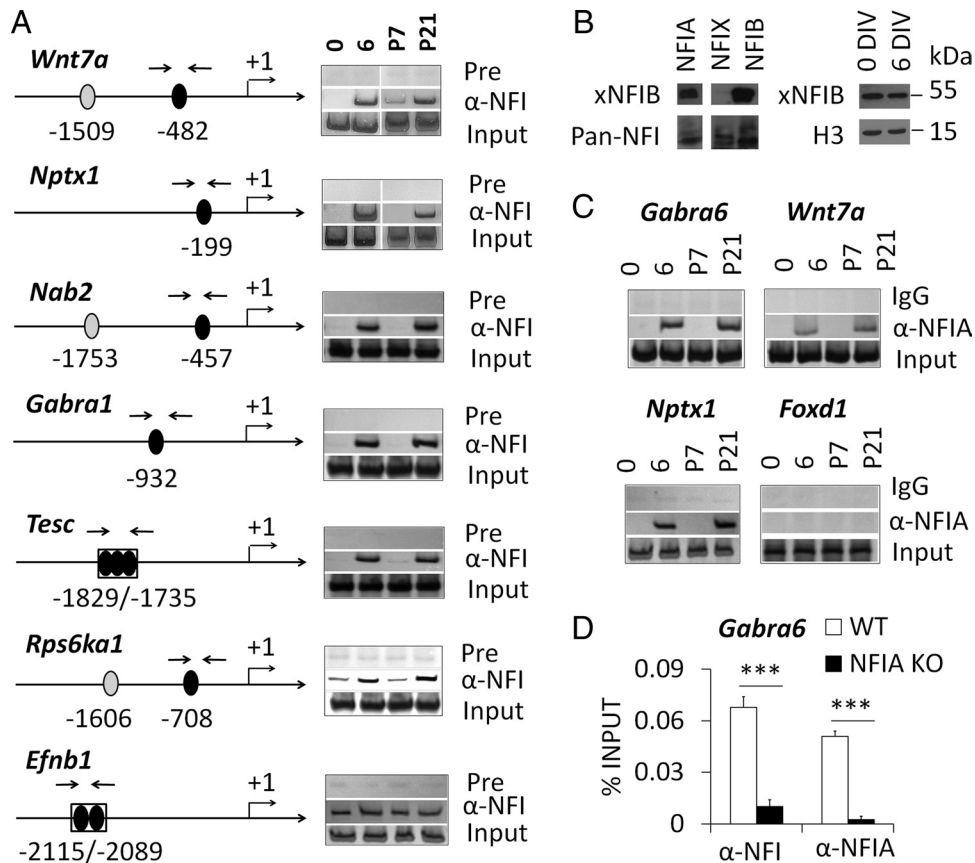 A
0 6 P7 P21
Wnt7a
+1
-1509 -482
Pre
α-NFI
Input
Nptx1
+1
-199
Pre
α-NFI
Input
Nab2
+1
-1753 -457
Pre
α-NFI
Input
Gabra1
+1
-932
Pre
α-NFI
Input
Tesc
+1
-1829/-1735
Pre
α-NFI
Input
Rps6ka1
+1
-1606 -708
Pre
α-NFI
Input
Efnb1
+1
-2115/-2089
Pre
α-NFI
Input
B
NFIA NFIX NFIB
xNFIB
Pan-NFI
0 DIV 6 DIV kDa
xNFIB 55
H3 15
C
Gabra6 Wnt7a
0 6 P7 P21 0 6 P7 P21
IgG
α-NFIA
Input
Nptx1 Foxd1
0 6 P7 P21 0 6 P7 P21
IgG
α-NFIA
Input
D
Gabra6
WT
NFIA KO
% INPUT
0.09
0.06
0.03
0
***
***
α-NFI α-NFIA